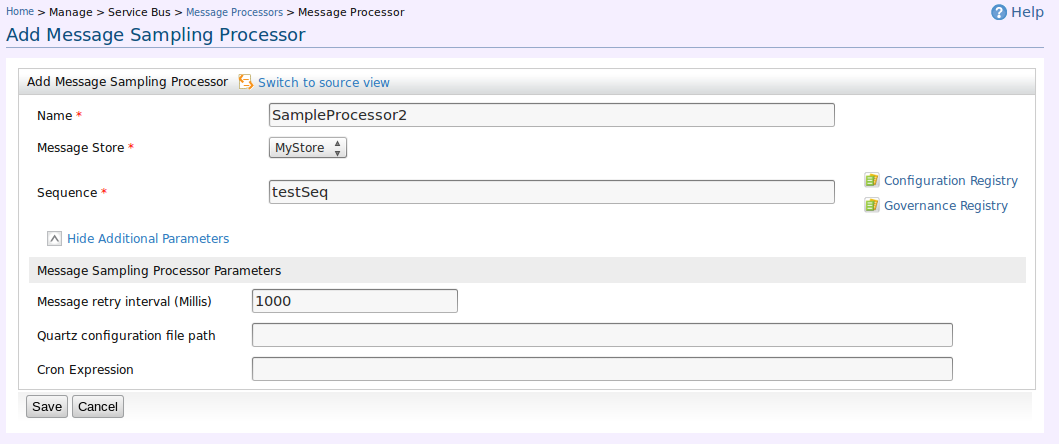 Home > Manage > Service Bus > Message Processors > Message Processor
Help
Add Message Sampling Processor
Add Message Sampling Processor Switch to source view
Name * SampleProcessor2
Message Store * MyStore
Sequence * testSeq
Configuration Registry
Governance Registry
Hide Additional Parameters
Message Sampling Processor Parameters
Message retry interval (Millis) 1000
Quartz configuration file path
Cron Expression
Save Cancel